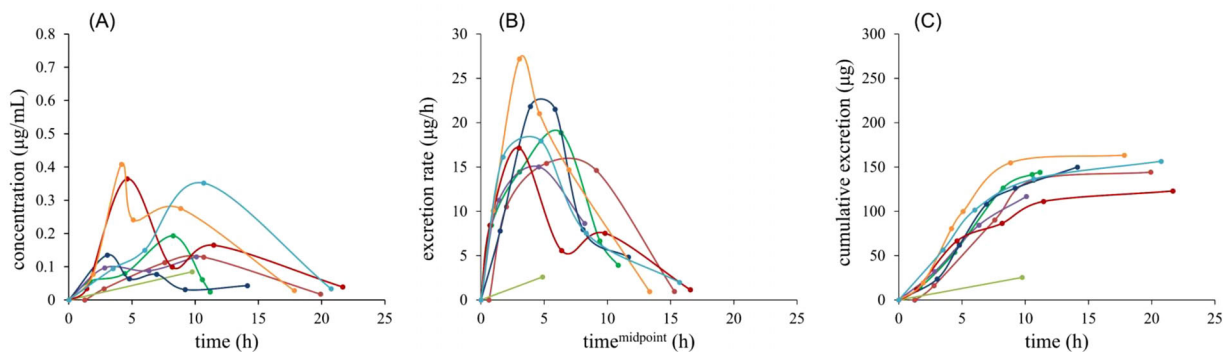 (A)
concentration (µg/mL)
0.8
0.7
0.6
0.5
0.4
0.3
0.2
0.1
0
0 5 10 15 20 25
time (h)
(B)
excretion rate (µg/h)
30
25
20
15
10
5
0
0 5 10 15 20 25
time^midpoint (h)
(C)
cumulative excretion (µg)
300
250
200
150
100
50
0
0 5 10 15 20 25
time (h)